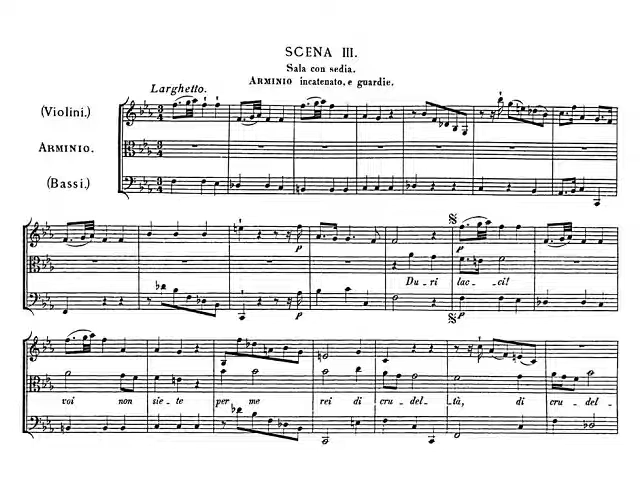 SCENA III.
Sala con sedia.
ARMINIO incatenato, e guardie.
Larghetto.
(Violini.)
ARMINIO.
(Bassi.)
p p
Du - ri lac - ci!
p p
voi non sie - te per me rei di cru - del - tà, di cru - del -